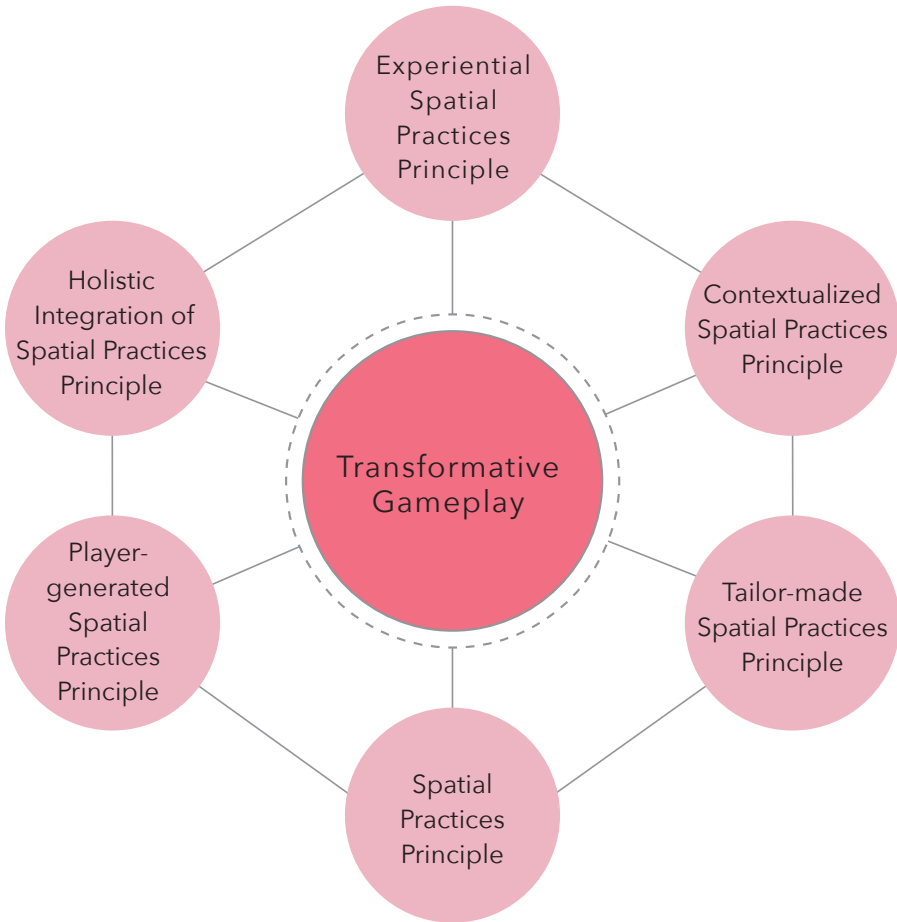 Experiential
Spatial
Practices
Principle
Holistic
Integration of
Spatial Practices
Principle
Contextualized
Spatial Practices
Principle
Transformative
Gameplay
Player-
generated
Spatial
Practices
Principle
Tailor-made
Spatial Practices
Principle
Spatial
Practices
Principle